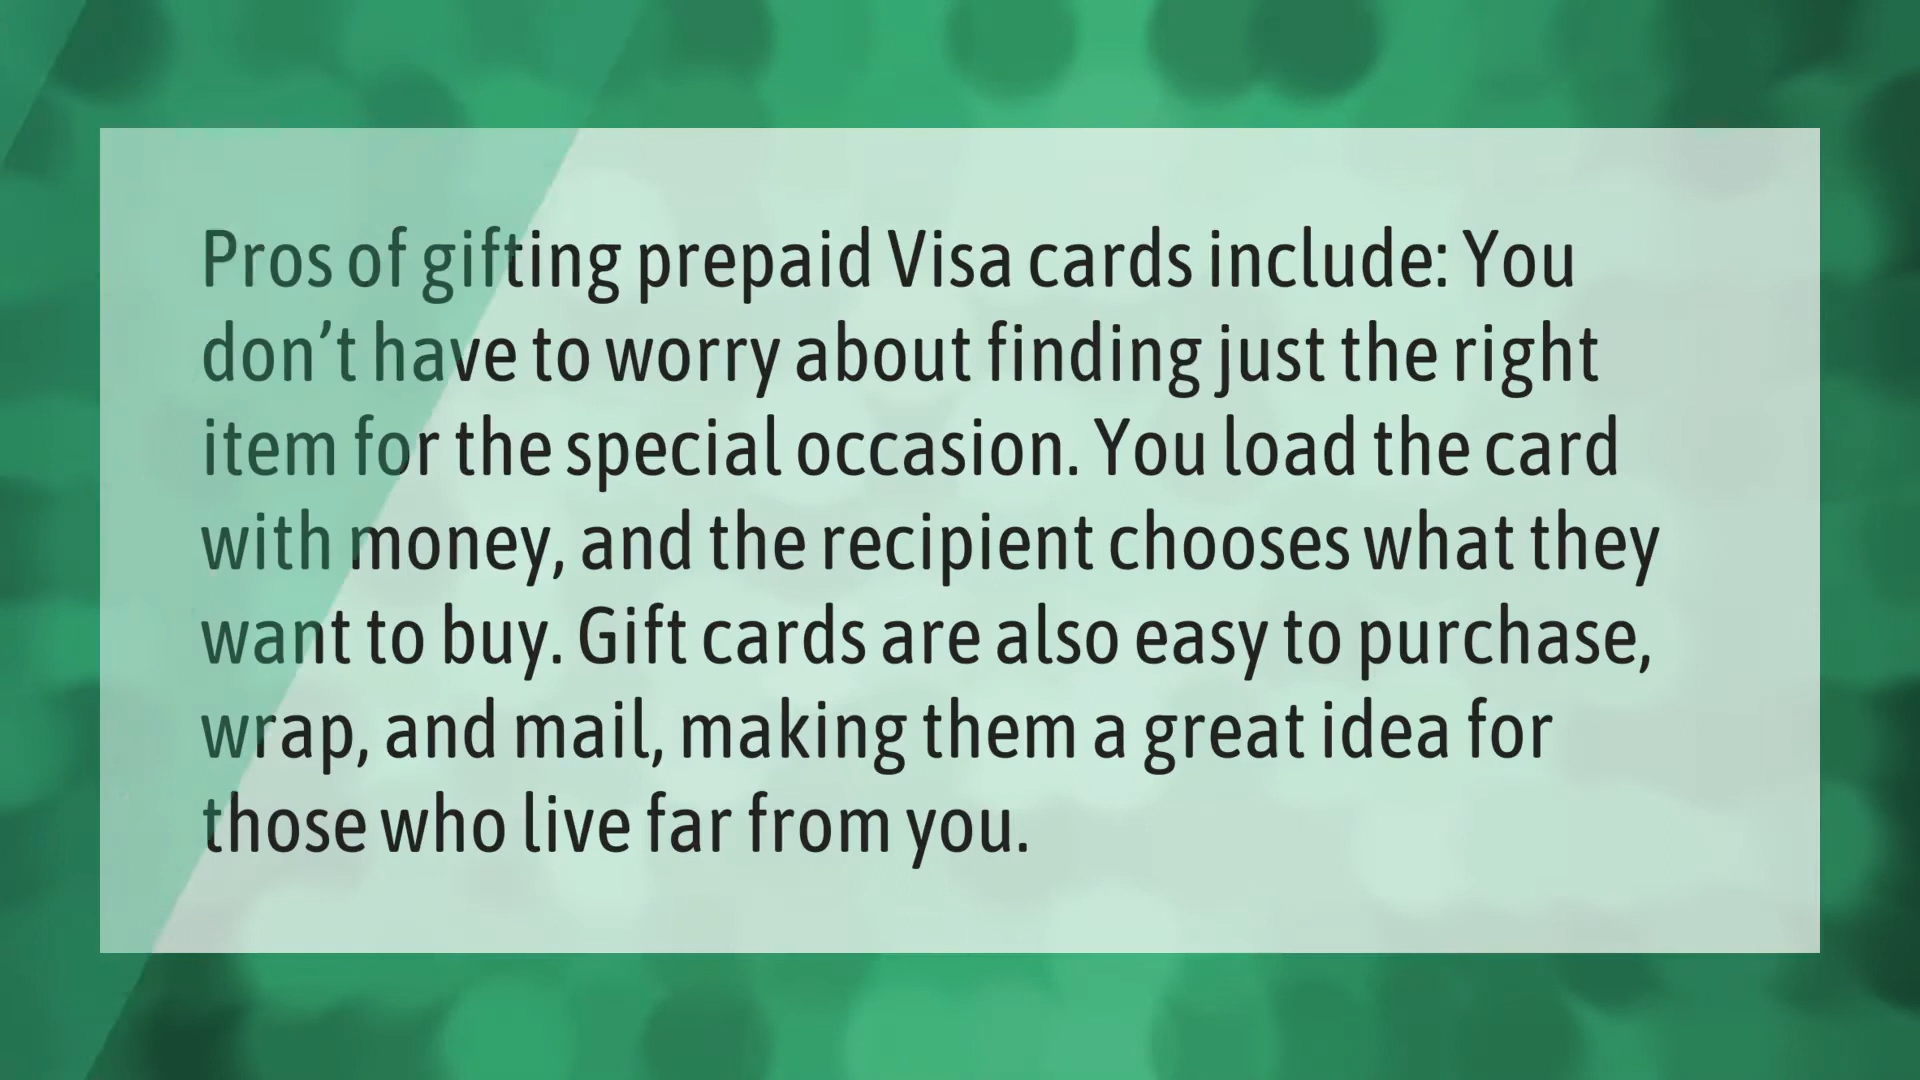 Pros of gifting prepaid Visa cards include: You
don’t have to worry about finding just the right
item for the special occasion. You load the card
with money, and the recipient chooses what they
want to buy. Gift cards are also easy to purchase,
wrap, and mail, making them a great idea for
those who live far from you.